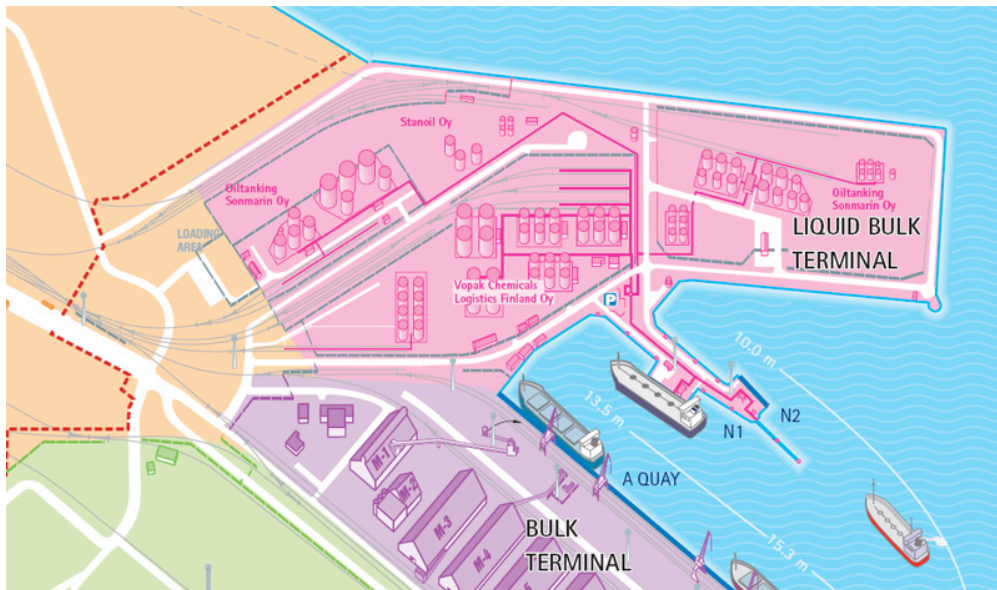 Stanoil Oy
Oiltanking
Sonmarin Oy
Oiltanking
Sonmarin Oy
LIQUID BULK
TERMINAL
LOADING
AREA
Vopak Chemicals
Logistics Finland Oy
P
10.0 m
13.5 m
N2
N1
A QUAY
15.3 m
M-1
M-2
M-3
M-4
BULK
TERMINAL